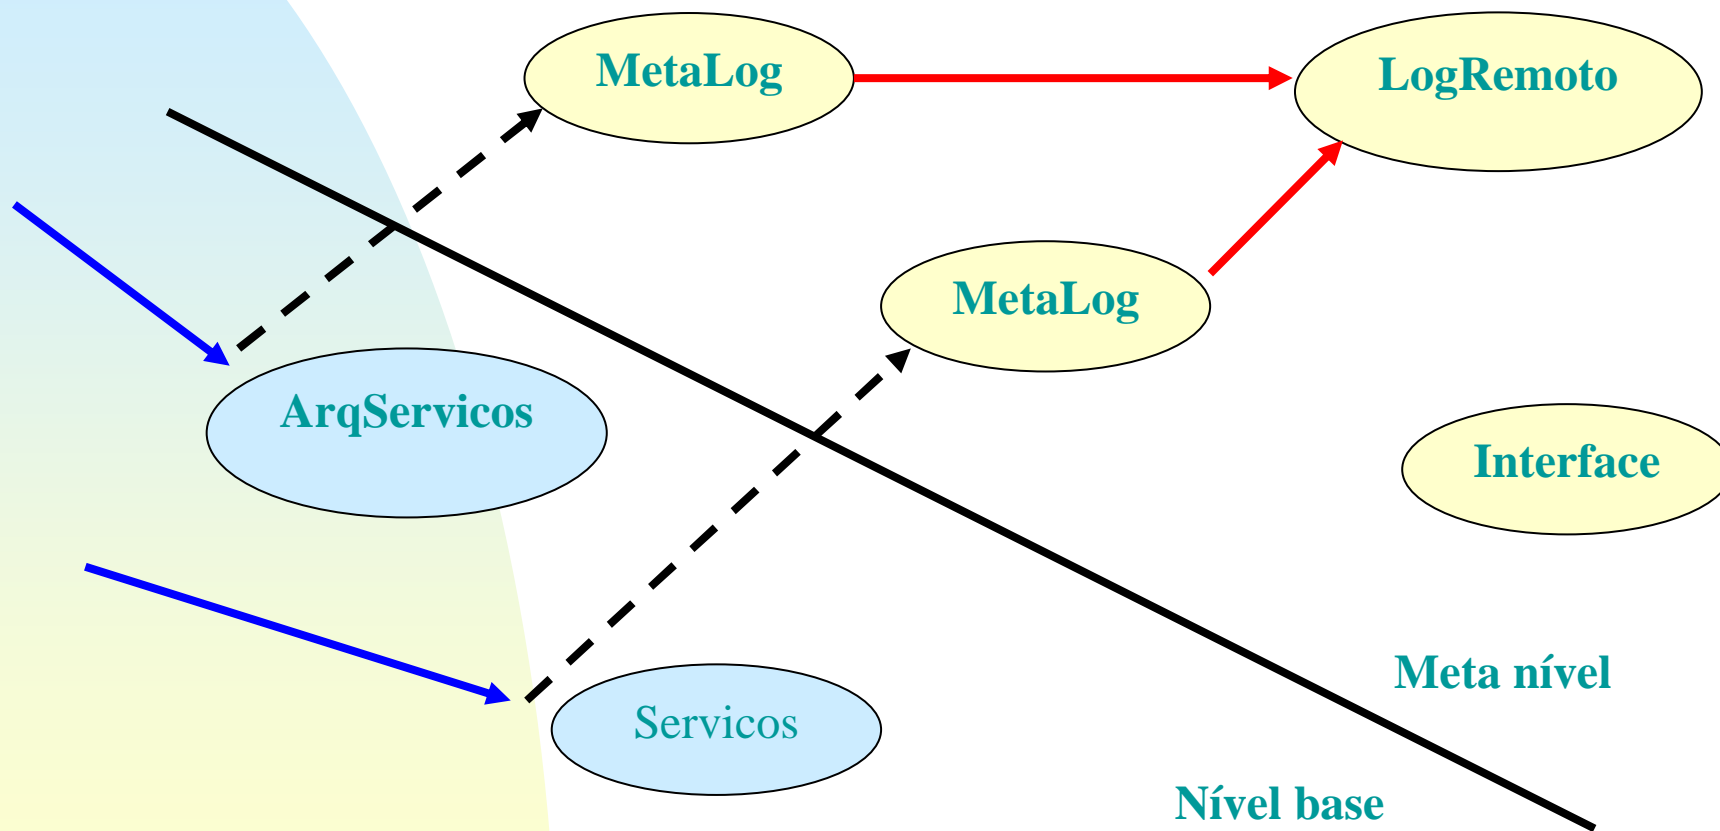 MetaLog
LogRemoto
MetaLog
ArqServicos
Interface
Meta nível
Servicos
Nível base